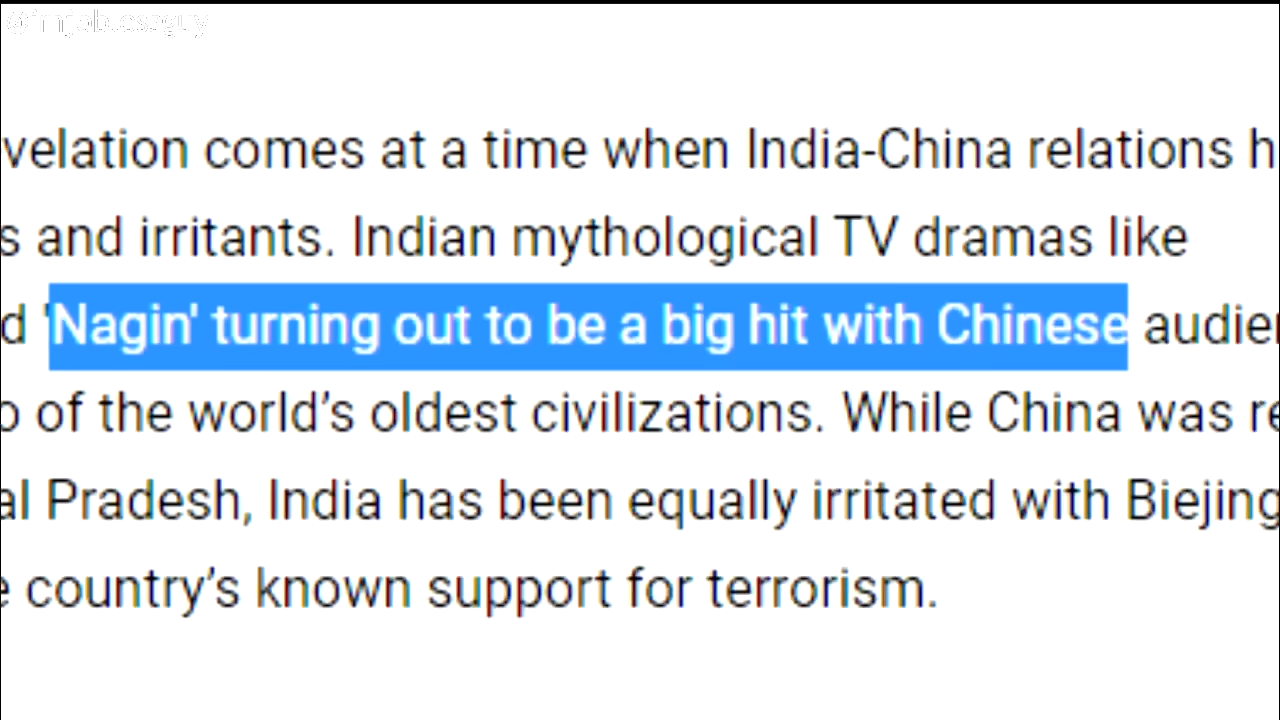 @imjoblessguy
velation comes at a time when India-China relations h
s and irritants. Indian mythological TV dramas like
d 'Nagin' turning out to be a big hit with Chinese audie
o of the world’s oldest civilizations. While China was re
al Pradesh, India has been equally irritated with Biejing
e country’s known support for terrorism.